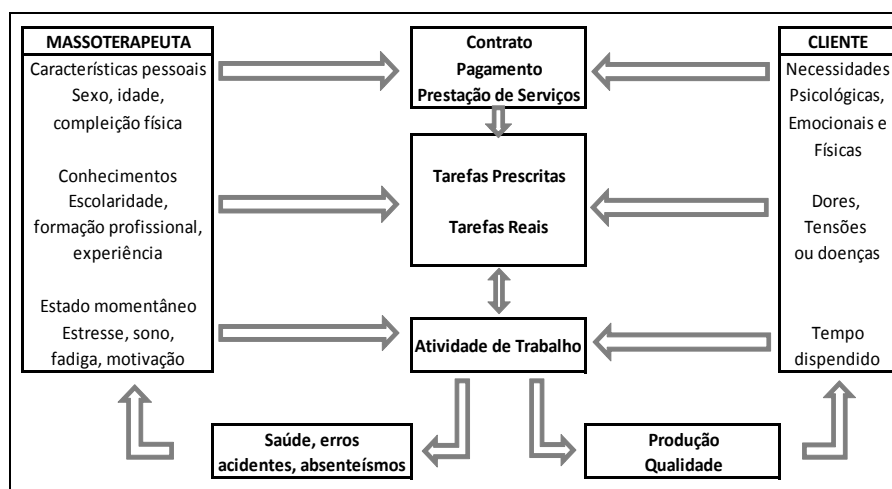 MASSOTERAPEUTA
Características pessoais
Sexo, idade,
compleição física
Conhecimentos
Escolaridade,
formação profissional,
experiência
Estado momentâneo
Estresse, sono,
fadiga, motivação
Contrato
Pagamento
Prestação de Serviços
Tarefas Prescritas
Tarefas Reais
Atividade de Trabalho
CLIENTE
Necessidades
Psicológicas,
Emocionais e
Físicas
Dores,
Tensões
ou doenças
Tempo
dispendido
Saúde, erros
acidentes, absenteísmos
Produção
Qualidade